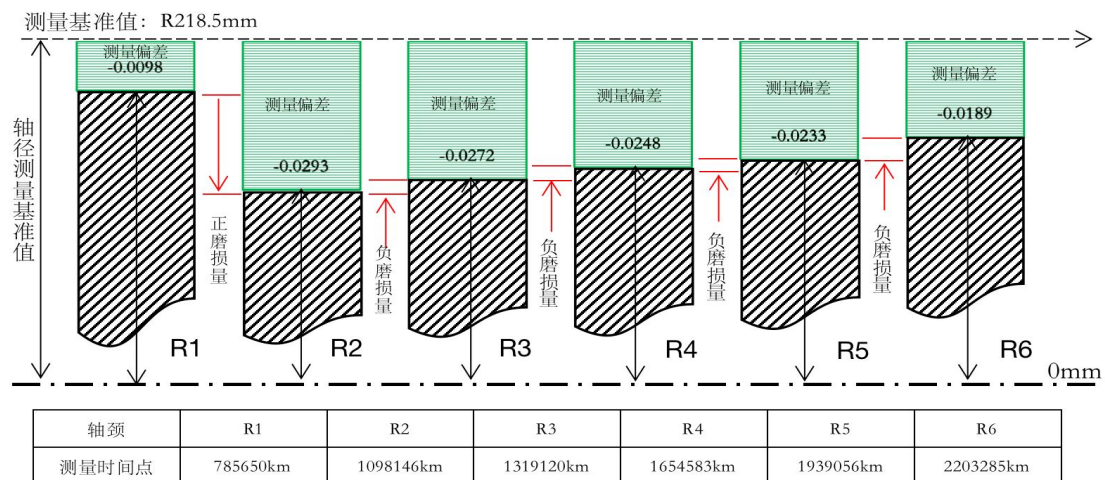 测量基准值：R218.5mm
测量偏差
-0.0098
测量偏差
-0.0293
测量偏差
-0.0272
测量偏差
-0.0248
测量偏差
-0.0233
测量偏差
-0.0189
轴径测量基准值
正磨损量
负磨损量
负磨损量
负磨损量
负磨损量
R1 R2 R3 R4 R5 R6
0mm
轴颈 R1 R2 R3 R4 R5 R6
测量时间点 785650km 1098146km 1319120km 1654583km 1939056km 2203285km